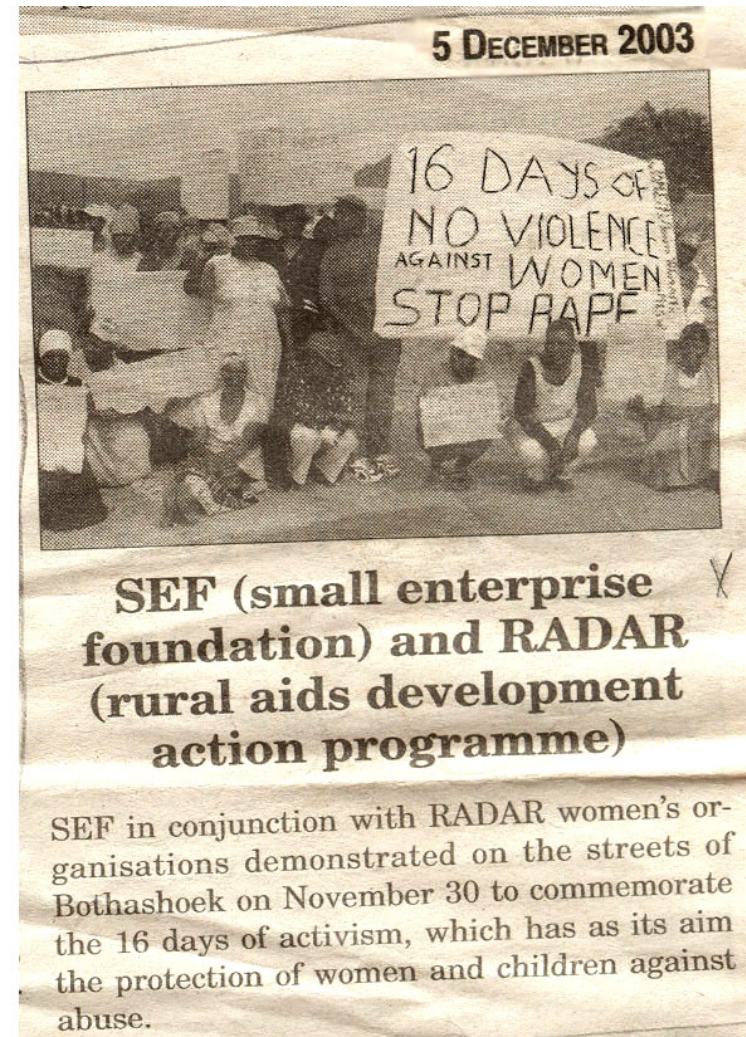 5 DECEMBER 2003
16 DAYS OF
NO VIOLENCE
AGAINST WOMEN
STOP RAPE
SEF (small enterprise
foundation) and RADAR
(rural aids development
action programme)
SEF in conjunction with RADAR women's or-
ganisations demonstrated on the streets of
Bothashoek on November 30 to commemorate
the 16 days of activism, which has as its aim
the protection of women and children against
abuse.